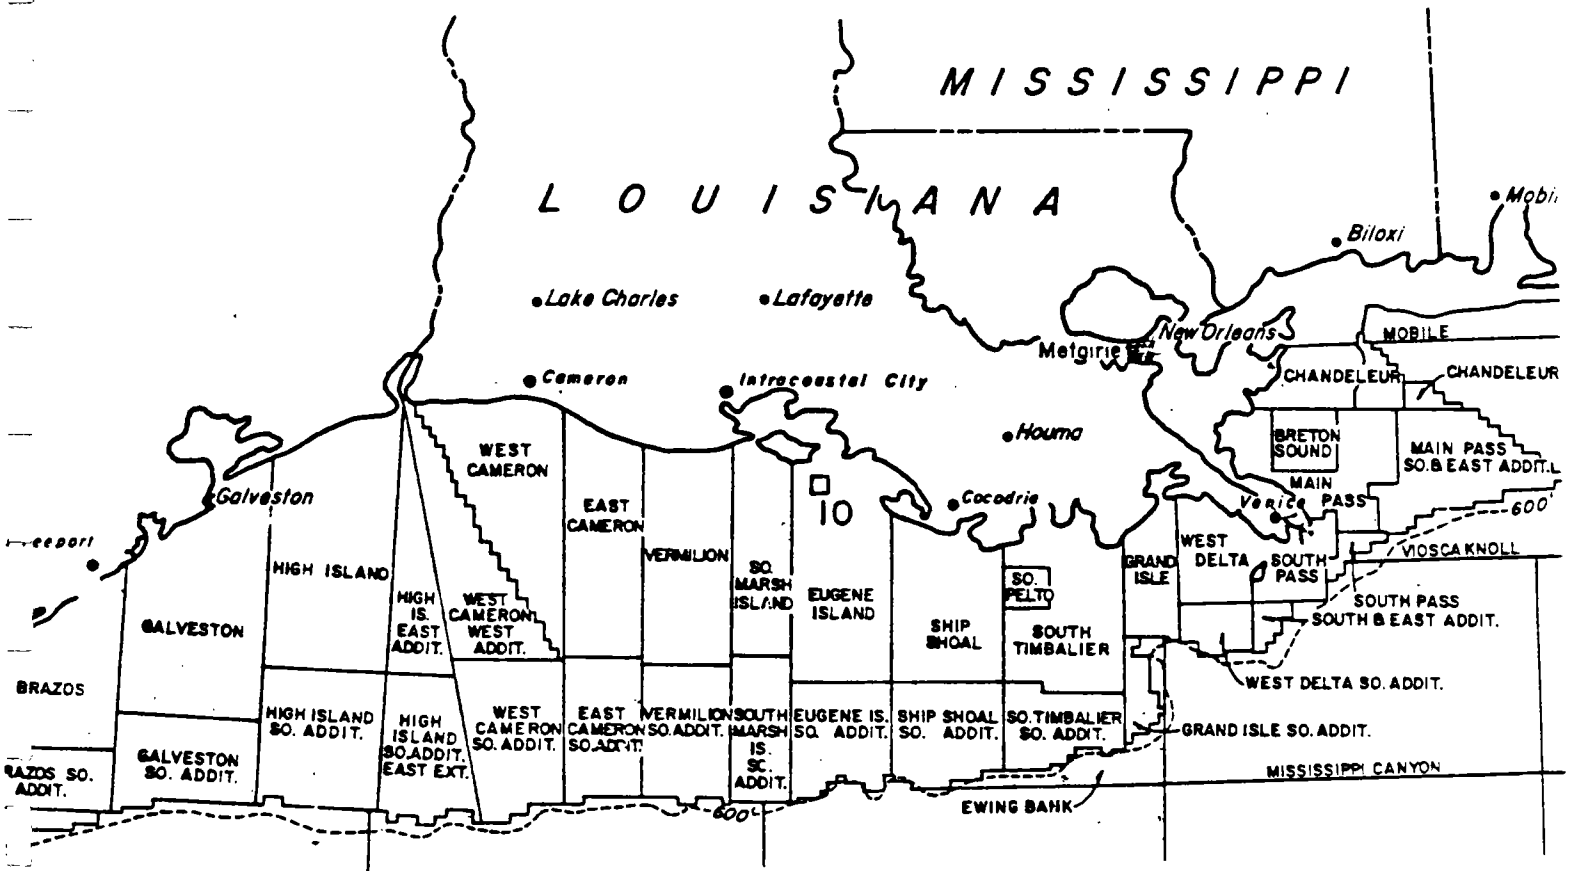 MISSISSIPPI
LOUISIANA
Biloxi
Lake Charles
Lafayette
New Orleans
Metgirie
MOBILE
CHANDELEUR
CHANDELEUR
Cameron
Intracoastal City
Houma
WEST
CAMERON
BRETON
SOUND
MAIN PASS
SO. & EAST ADDIT.
Galveston
10
Cocodrie
MAIN
PASS
Venice
600'
EAST
CAMERON
VERMILION
SO.
MARSH
ISLAND
EUGENE
ISLAND
SHIP
SHOAL
SO.
PELTO
SOUTH
TIMBALIER
GRAND
ISLE
WEST
DELTA
SOUTH
PASS
VIOSCA KNOLL
eeport
HIGH ISLAND
HIGH
IS.
EAST
ADDIT.
WEST
CAMERON
WEST
ADDIT.
GALVESTON
SOUTH PASS
SOUTH & EAST ADDIT.
BRAZOS
WEST DELTA SO. ADDIT.
HIGH ISLAND
SO. ADDIT.
HIGH
ISLAND
SO. ADDIT.
EAST EXT.
WEST
CAMERON
SO. ADDIT.
EAST
CAMERON
SO. ADDIT.
VERMILION
SO. ADDIT.
SOUTH
MARSH
IS.
SC.
ADDIT.
EUGENE IS.
SO. ADDIT.
SHIP SHOAL
SO. ADDIT.
SO. TIMBALIER
SO. ADDIT.
GRAND ISLE SO. ADDIT.
GALVESTON
SO. ADDIT.
RAZOS SO.
ADDIT.
MISSISSIPPI CANYON
EWING BANK
600'